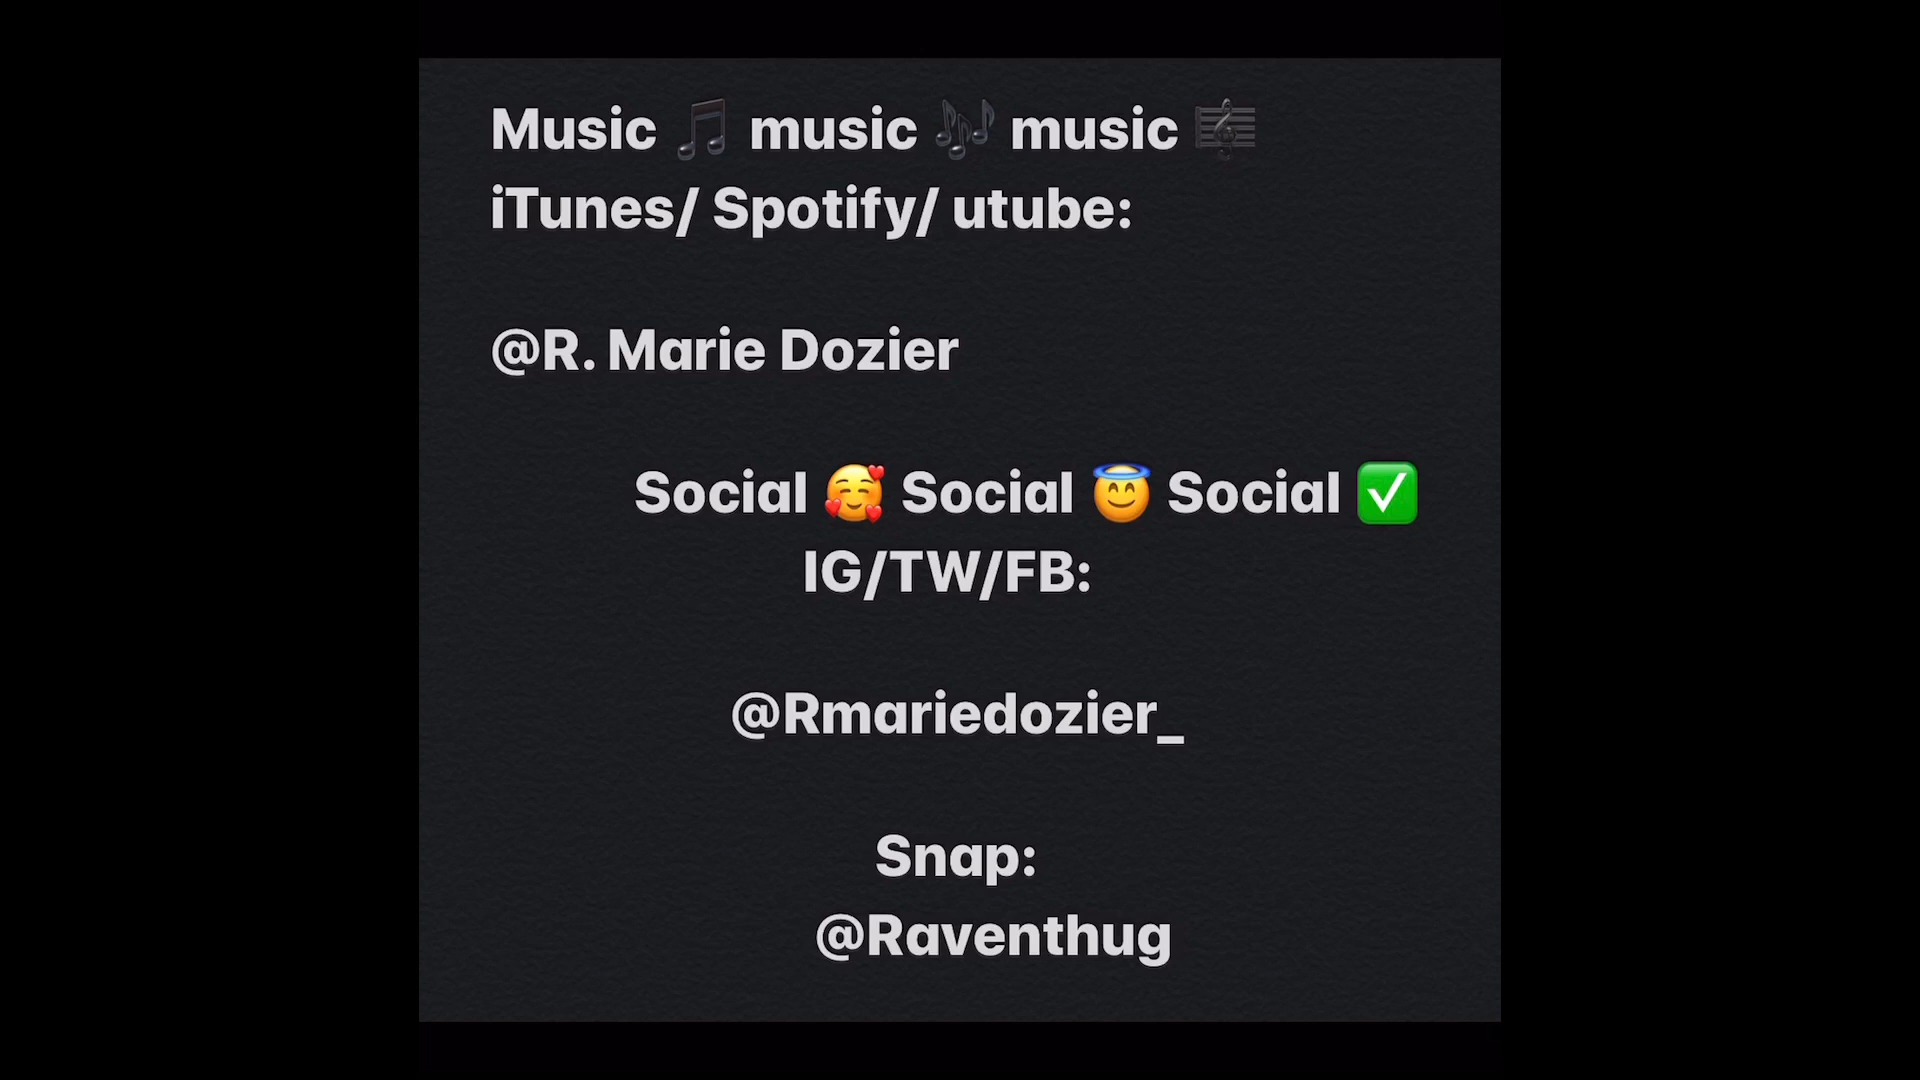 Music 🎵 music 🎶 music 🎼
iTunes/ Spotify/ utube:
@R. Marie Dozier
Social 🥰 Social 😇 Social ✅
IG/TW/FB:
@Rmariedozier_
Snap:
@Raventhug